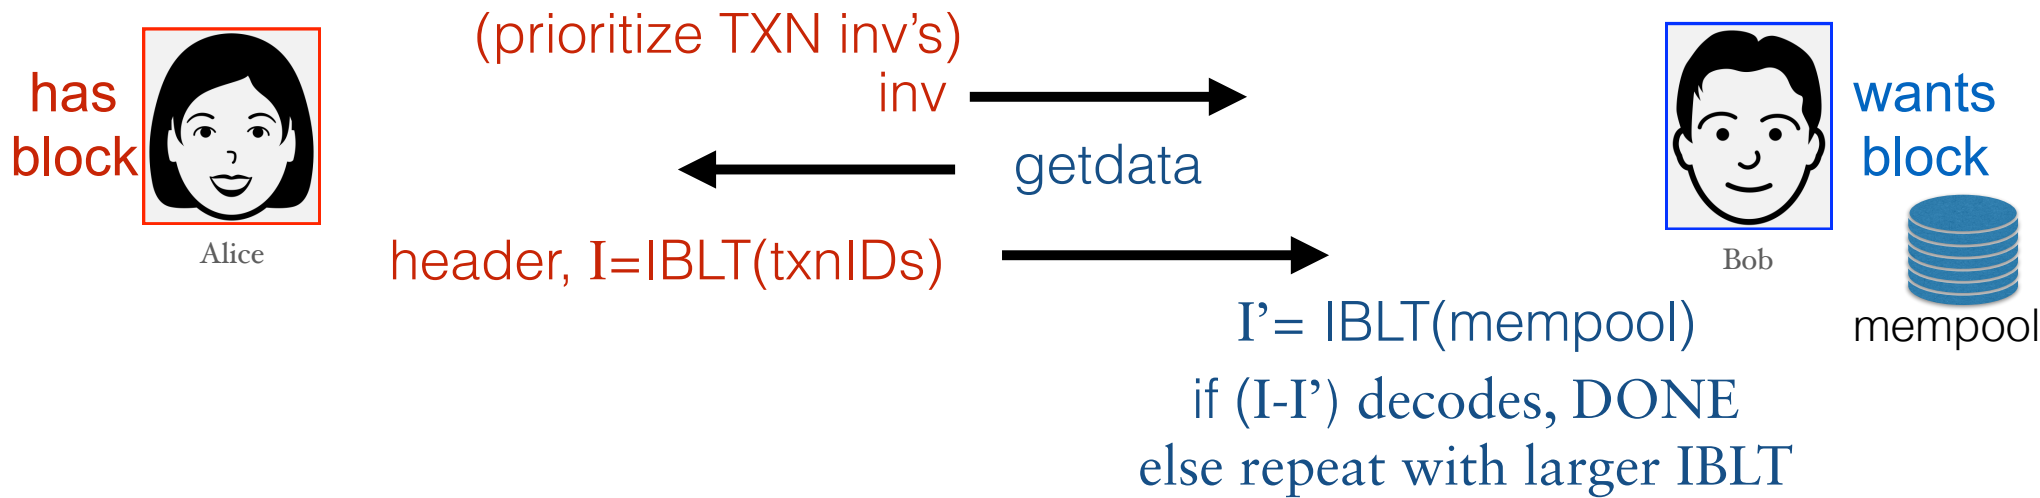 (prioritize TXN inv’s)
has
block
inv
wants
block
getdata
Alice
header, I=IBLT(txnIDs)
Bob
mempool
I’= IBLT(mempool)
if (I-I’) decodes, DONE
else repeat with larger IBLT